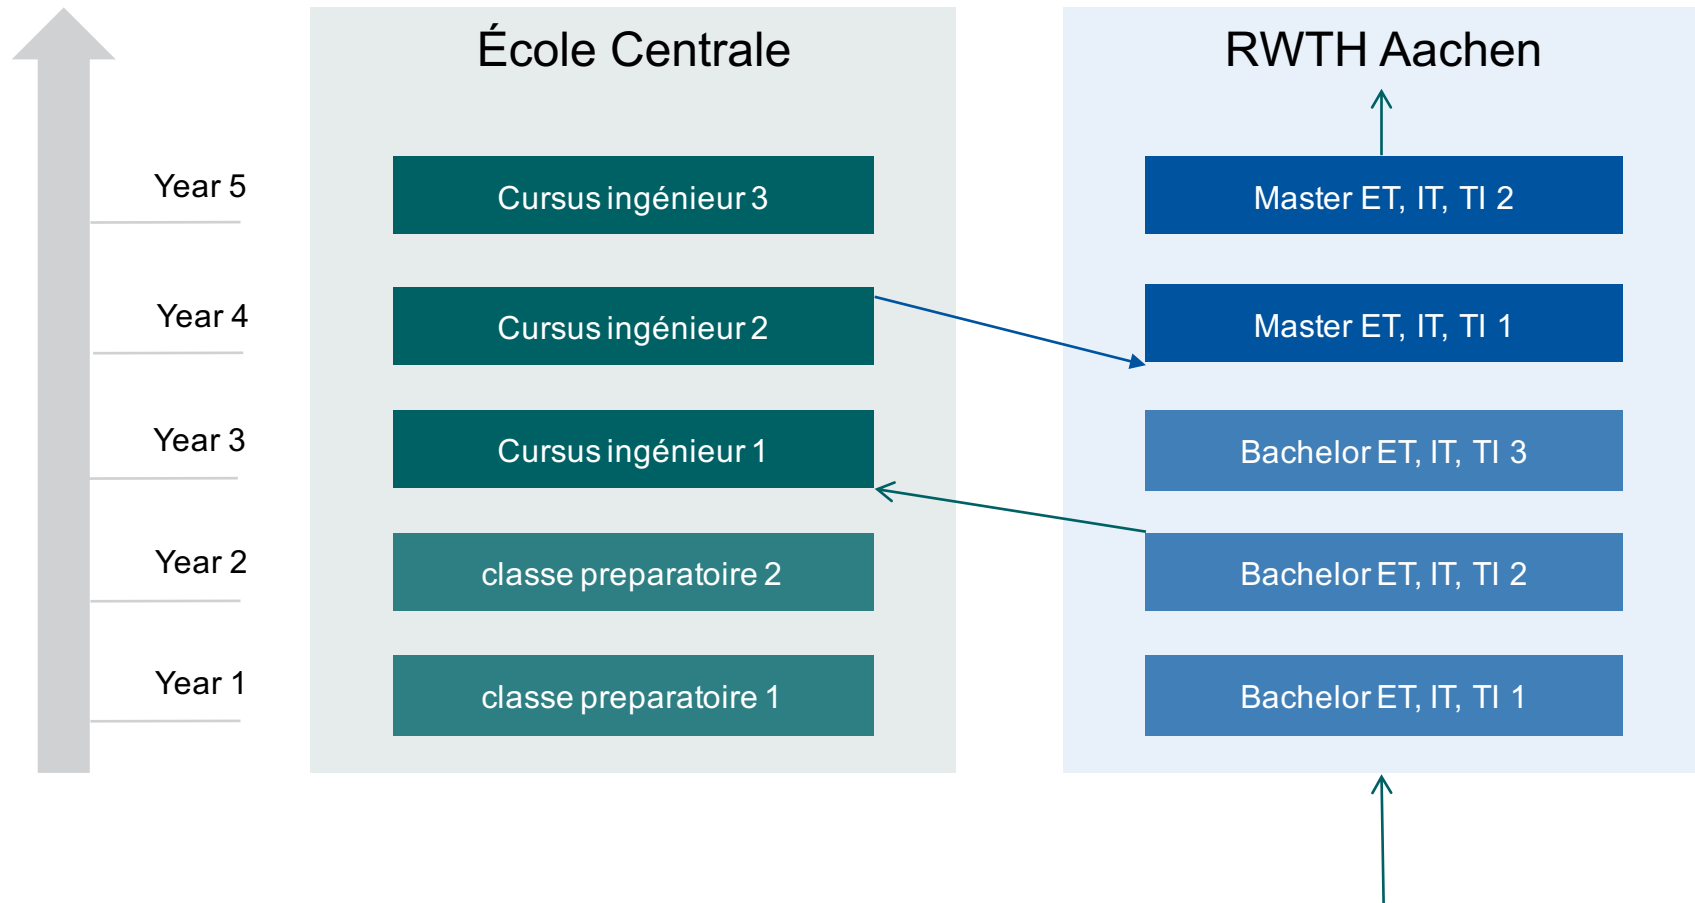 École Centrale
RWTH Aachen
Year 5
Cursus ingénieur 3
Master ET, IT, TI 2
Year 4
Cursus ingénieur 2
Master ET, IT, TI 1
Year 3
Cursus ingénieur 1
Bachelor ET, IT, TI 3
Year 2
classe preparatoire 2
Bachelor ET, IT, TI 2
Year 1
classe preparatoire 1
Bachelor ET, IT, TI 1